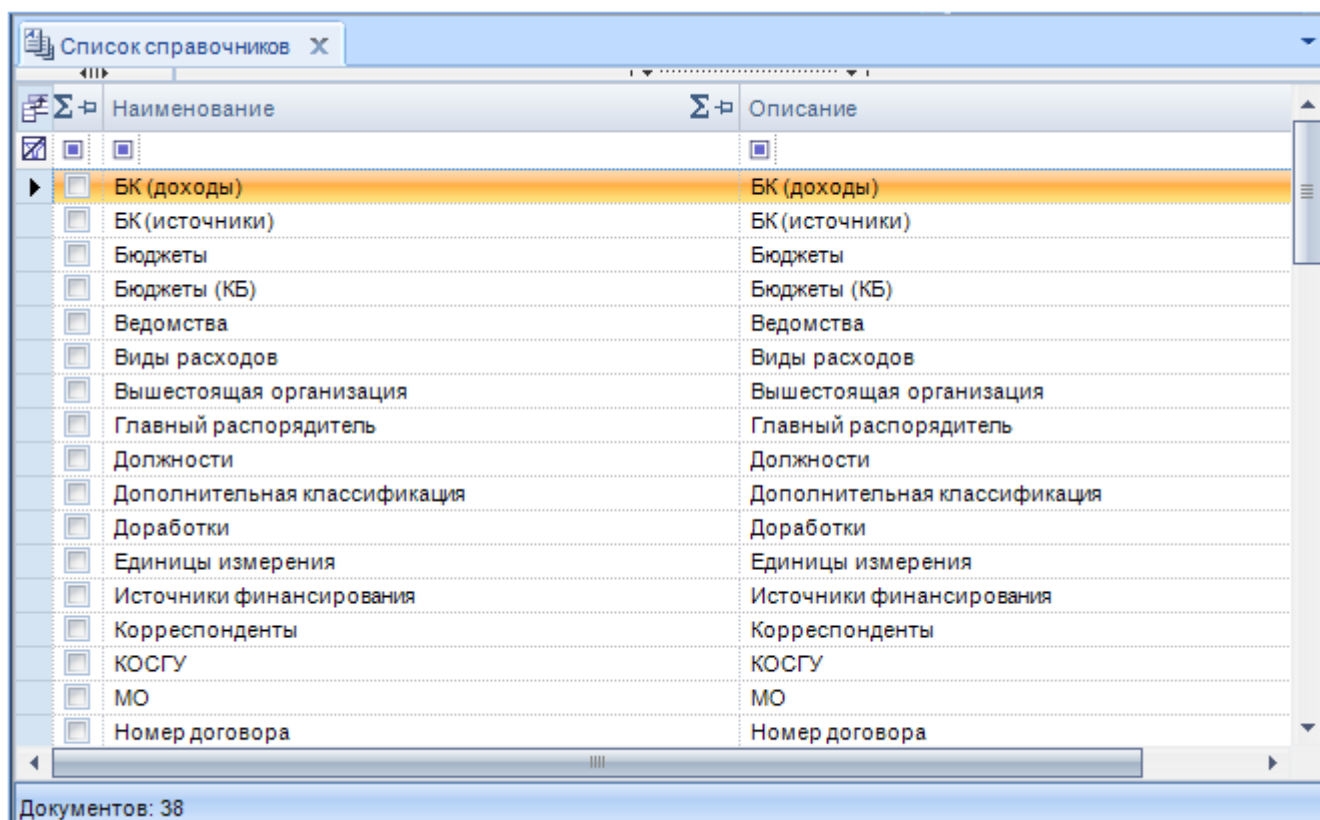 Список справочников
Наименование Описание
БК (доходы) БК (доходы)
БК (источники) БК (источники)
Бюджеты Бюджеты
Бюджеты (КБ) Бюджеты (КБ)
Ведомства Ведомства
Виды расходов Виды расходов
Вышестоящая организация Вышестоящая организация
Главный распорядитель Главный распорядитель
Должности Должности
Дополнительная классификация Дополнительная классификация
Доработки Доработки
Единицы измерения Единицы измерения
Источники финансирования Источники финансирования
Корреспонденты Корреспонденты
КОСГУ КОСГУ
МО МО
Номер договора Номер договора
Документов: 38